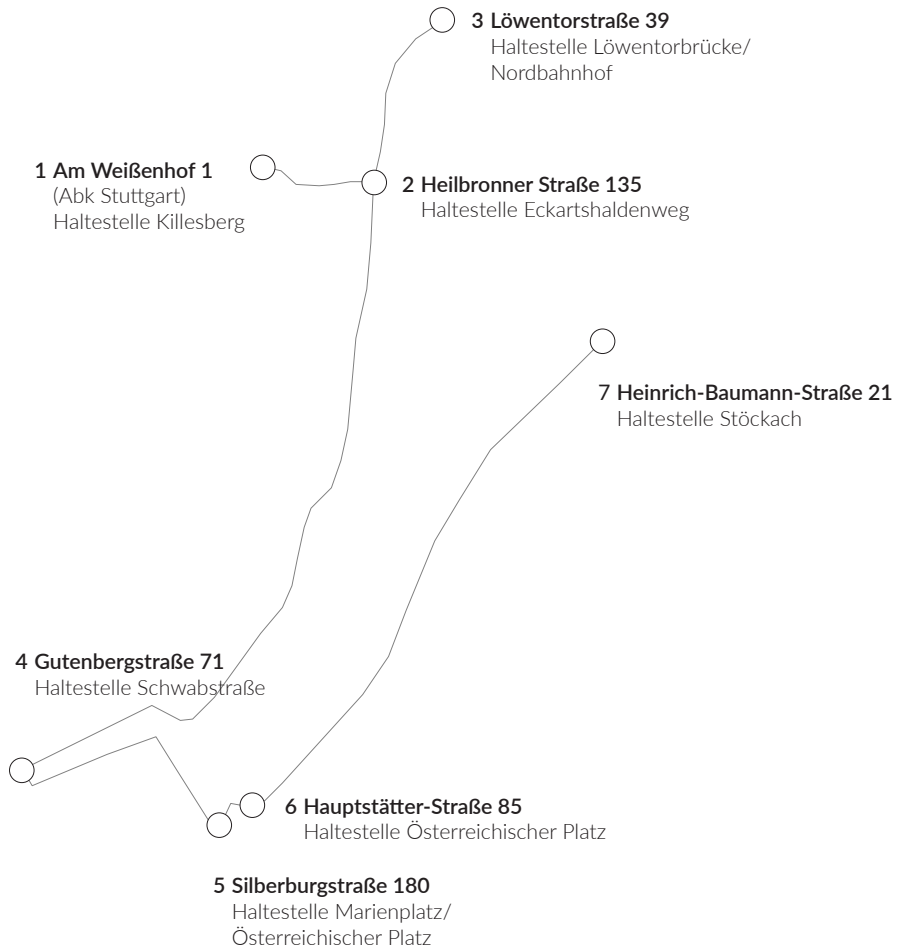 3 Löwentorstraße 39
Haltestelle Löwentorbrücke/
Nordbahnhof
1 Am Weißenhof 1
(Abk Stuttgart)
Haltestelle Killesberg
2 Heilbronner Straße 135
Haltestelle Eckartshaldenweg
7 Heinrich-Baumann-Straße 21
Haltestelle Stöckach
4 Gutenbergstraße 71
Haltestelle Schwabstraße
6 Hauptstätter-Straße 85
Haltestelle Österreichischer Platz
5 Silberburgstraße 180
Haltestelle Marienplatz/
Österreichischer Platz